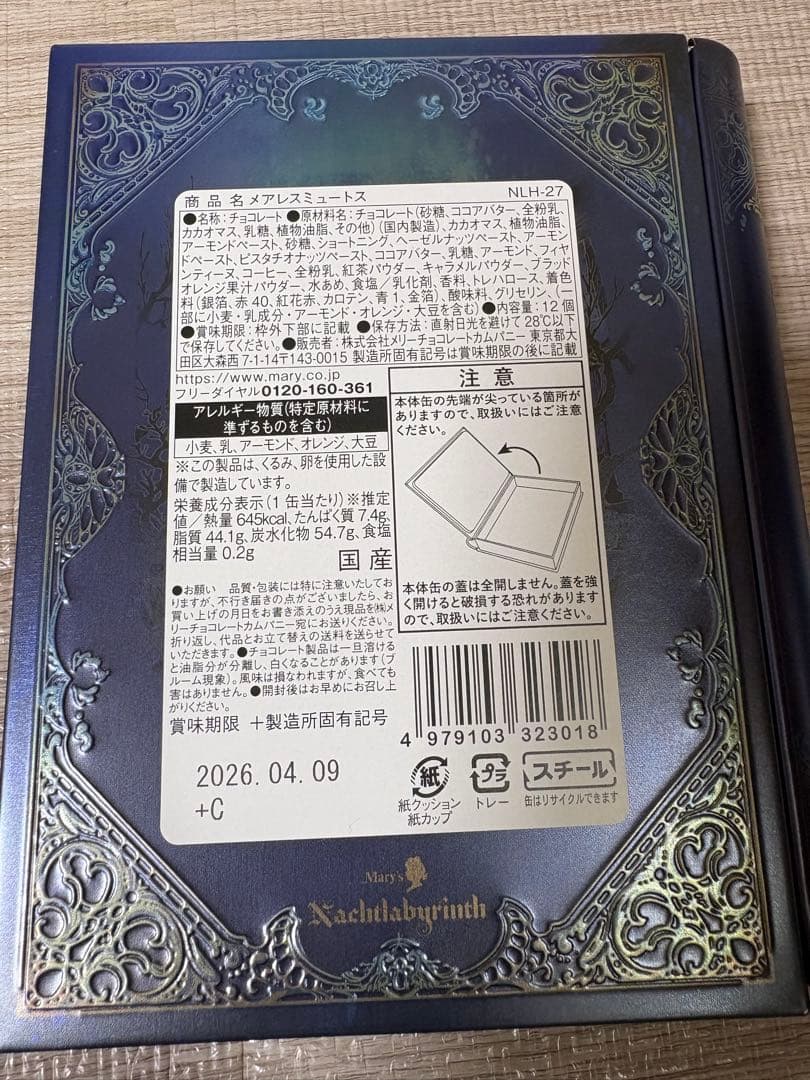 商品名 メアレスミュートス NLH-27
●名称:チョコレート●原材料名:チョコレート(砂糖、ココアバター、全粉乳、
カカオマス、乳糖、植物油脂、その他)(国内製造)、カカオマス、植物油脂、
アーモンドペースト、砂糖、ショートニング、ヘーゼルナッツペースト、アーモン
ドペースト、ピスタチオナッツペースト、ココアバター、乳糖、アーモンド、フィヤ
ンティーヌ、コーヒー、全粉乳、紅茶パウダー、キャラメルパウダー、ブラッド
オレンジ果汁パウダー、水あめ、食塩/乳化剤、香料、トレハロース、着色
料(銀箔、赤40、紅花赤、カロテン、青1、金箔)、酸味料、グリセリン、(一
部に小麦・乳成分・アーモンド・オレンジ・大豆を含む)●内容量:12個
●賞味期限:枠外下部に記載 ●保存方法:直射日光を避けて28℃以下
で保存してください。●販売者:株式会社メリーチョコレートカムパニー 東京都大
田区大森西7-1-14〒143-0015 製造所固有記号は賞味期限の後に記載
https://www.mary.co.jp
フリーダイヤル0120-160-361
アレルギー物質(特定原材料に
準ずるものを含む)
小麦、乳、アーモンド、オレンジ、大豆
※この製品は、くるみ、卵を使用した設
備で製造しています。
栄養成分表示(1缶当たり)※推定
値/熱量 645kcal、たんぱく質 7.4g、
脂質 44.1g、炭水化物 54.7g、食塩
相当量 0.2g
国産
注意
本体缶の先端が尖っている箇所が
ありますので、取扱いにはご注意
ください。
本体缶の蓋は全開しません。蓋を強
く開けると破損する恐れがあります
ので、取扱いにはご注意ください。
●お願い 品質・包装には特に注意いたしてお
りますが、不行き届きの点がございましたら、お
買い上げの月日をお書き添えのうえ現品を㈱メ
リーチョコレートカムパニー宛にお送りください。
折り返し、代品とお立て替えの送料を送らせて
いただきます。●チョコレート製品は一旦溶ける
と油脂分が分離し、白くなることがあります(ブ
ルーム現象)。風味は損なわれますが、食べても
害はありません。●開封後はお早めにお召し上
がりください。
賞味期限 +製造所固有記号
2026.04.09
+C
4 979103 323018
紙
紙クッション
紙カップ
プラ
トレー
スチール
缶はリサイクルできます
Mary's
Nachtlabyrinth